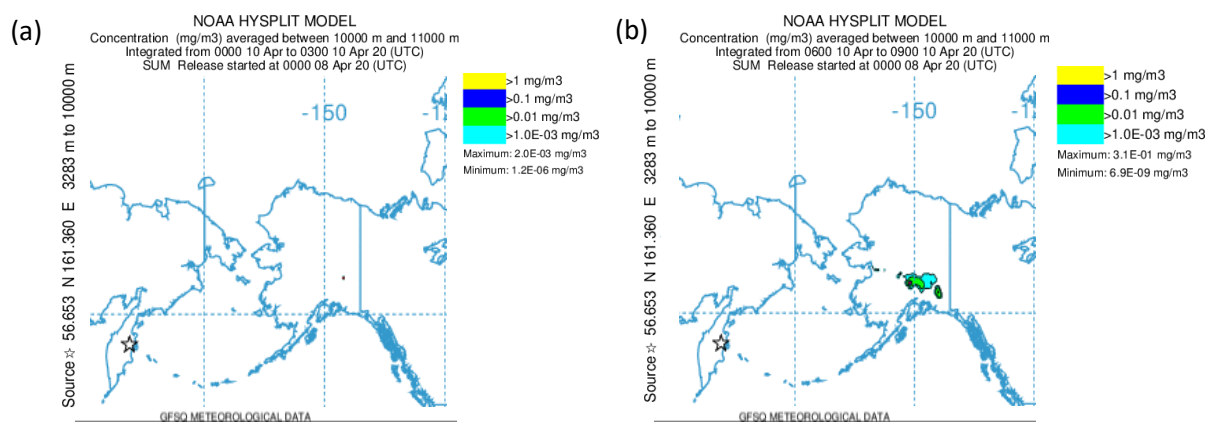 (a)
NOAA HYSPLIT MODEL
Concentration (mg/m3) averaged between 10000 m and 11000 m
Integrated from 0000 10 Apr to 0300 10 Apr 20 (UTC)
SUM Release started at 0000 08 Apr 20 (UTC)
Source ☆ 56.653 N 161.360 E 3283 m to 10000 m
-150
>1 mg/m3
>0.1 mg/m3
>0.01 mg/m3
>1.0E-03 mg/m3
Maximum: 2.0E-03 mg/m3
Minimum: 1.2E-06 mg/m3
GFSQ METEOROLOGICAL DATA
(b)
NOAA HYSPLIT MODEL
Concentration (mg/m3) averaged between 10000 m and 11000 m
Integrated from 0600 10 Apr to 0900 10 Apr 20 (UTC)
SUM Release started at 0000 08 Apr 20 (UTC)
Source ☆ 56.653 N 161.360 E 3283 m to 10000 m
-150
>1 mg/m3
>0.1 mg/m3
>0.01 mg/m3
>1.0E-03 mg/m3
Maximum: 3.1E-01 mg/m3
Minimum: 6.9E-09 mg/m3
GFSQ METEOROLOGICAL DATA